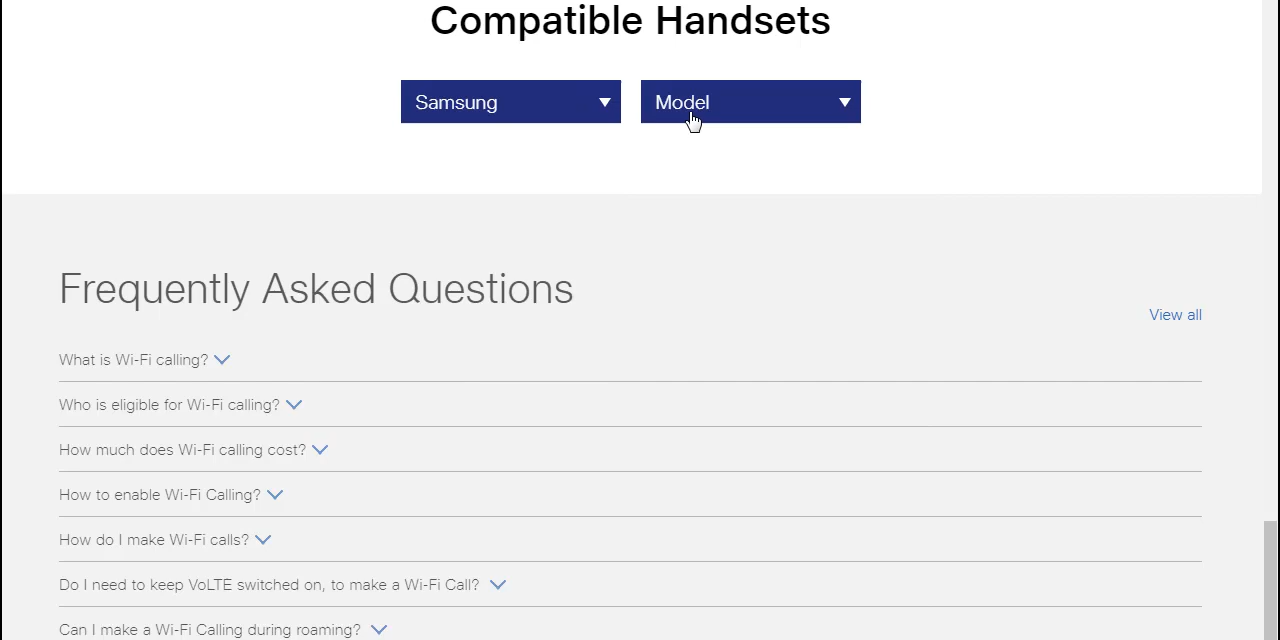 Compatible Handsets
Samsung
Model
Frequently Asked Questions
View all
What is Wi-Fi calling?
Who is eligible for Wi-Fi calling?
How much does Wi-Fi calling cost?
How to enable Wi-Fi Calling?
How do I make Wi-Fi calls?
Do I need to keep VoLTE switched on, to make a Wi-Fi Call?
Can I make a Wi-Fi Calling during roaming?